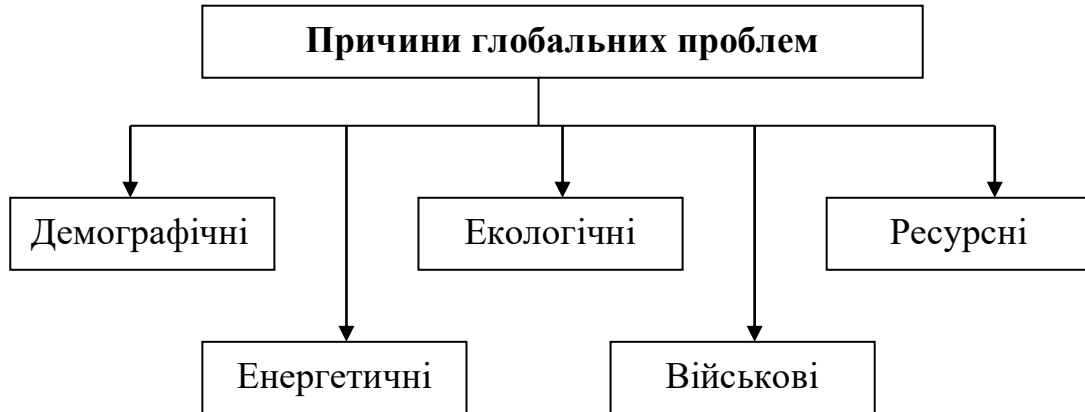 Причини глобальних проблем
Демографічні
Екологічні
Ресурсні
Енергетичні
Військові